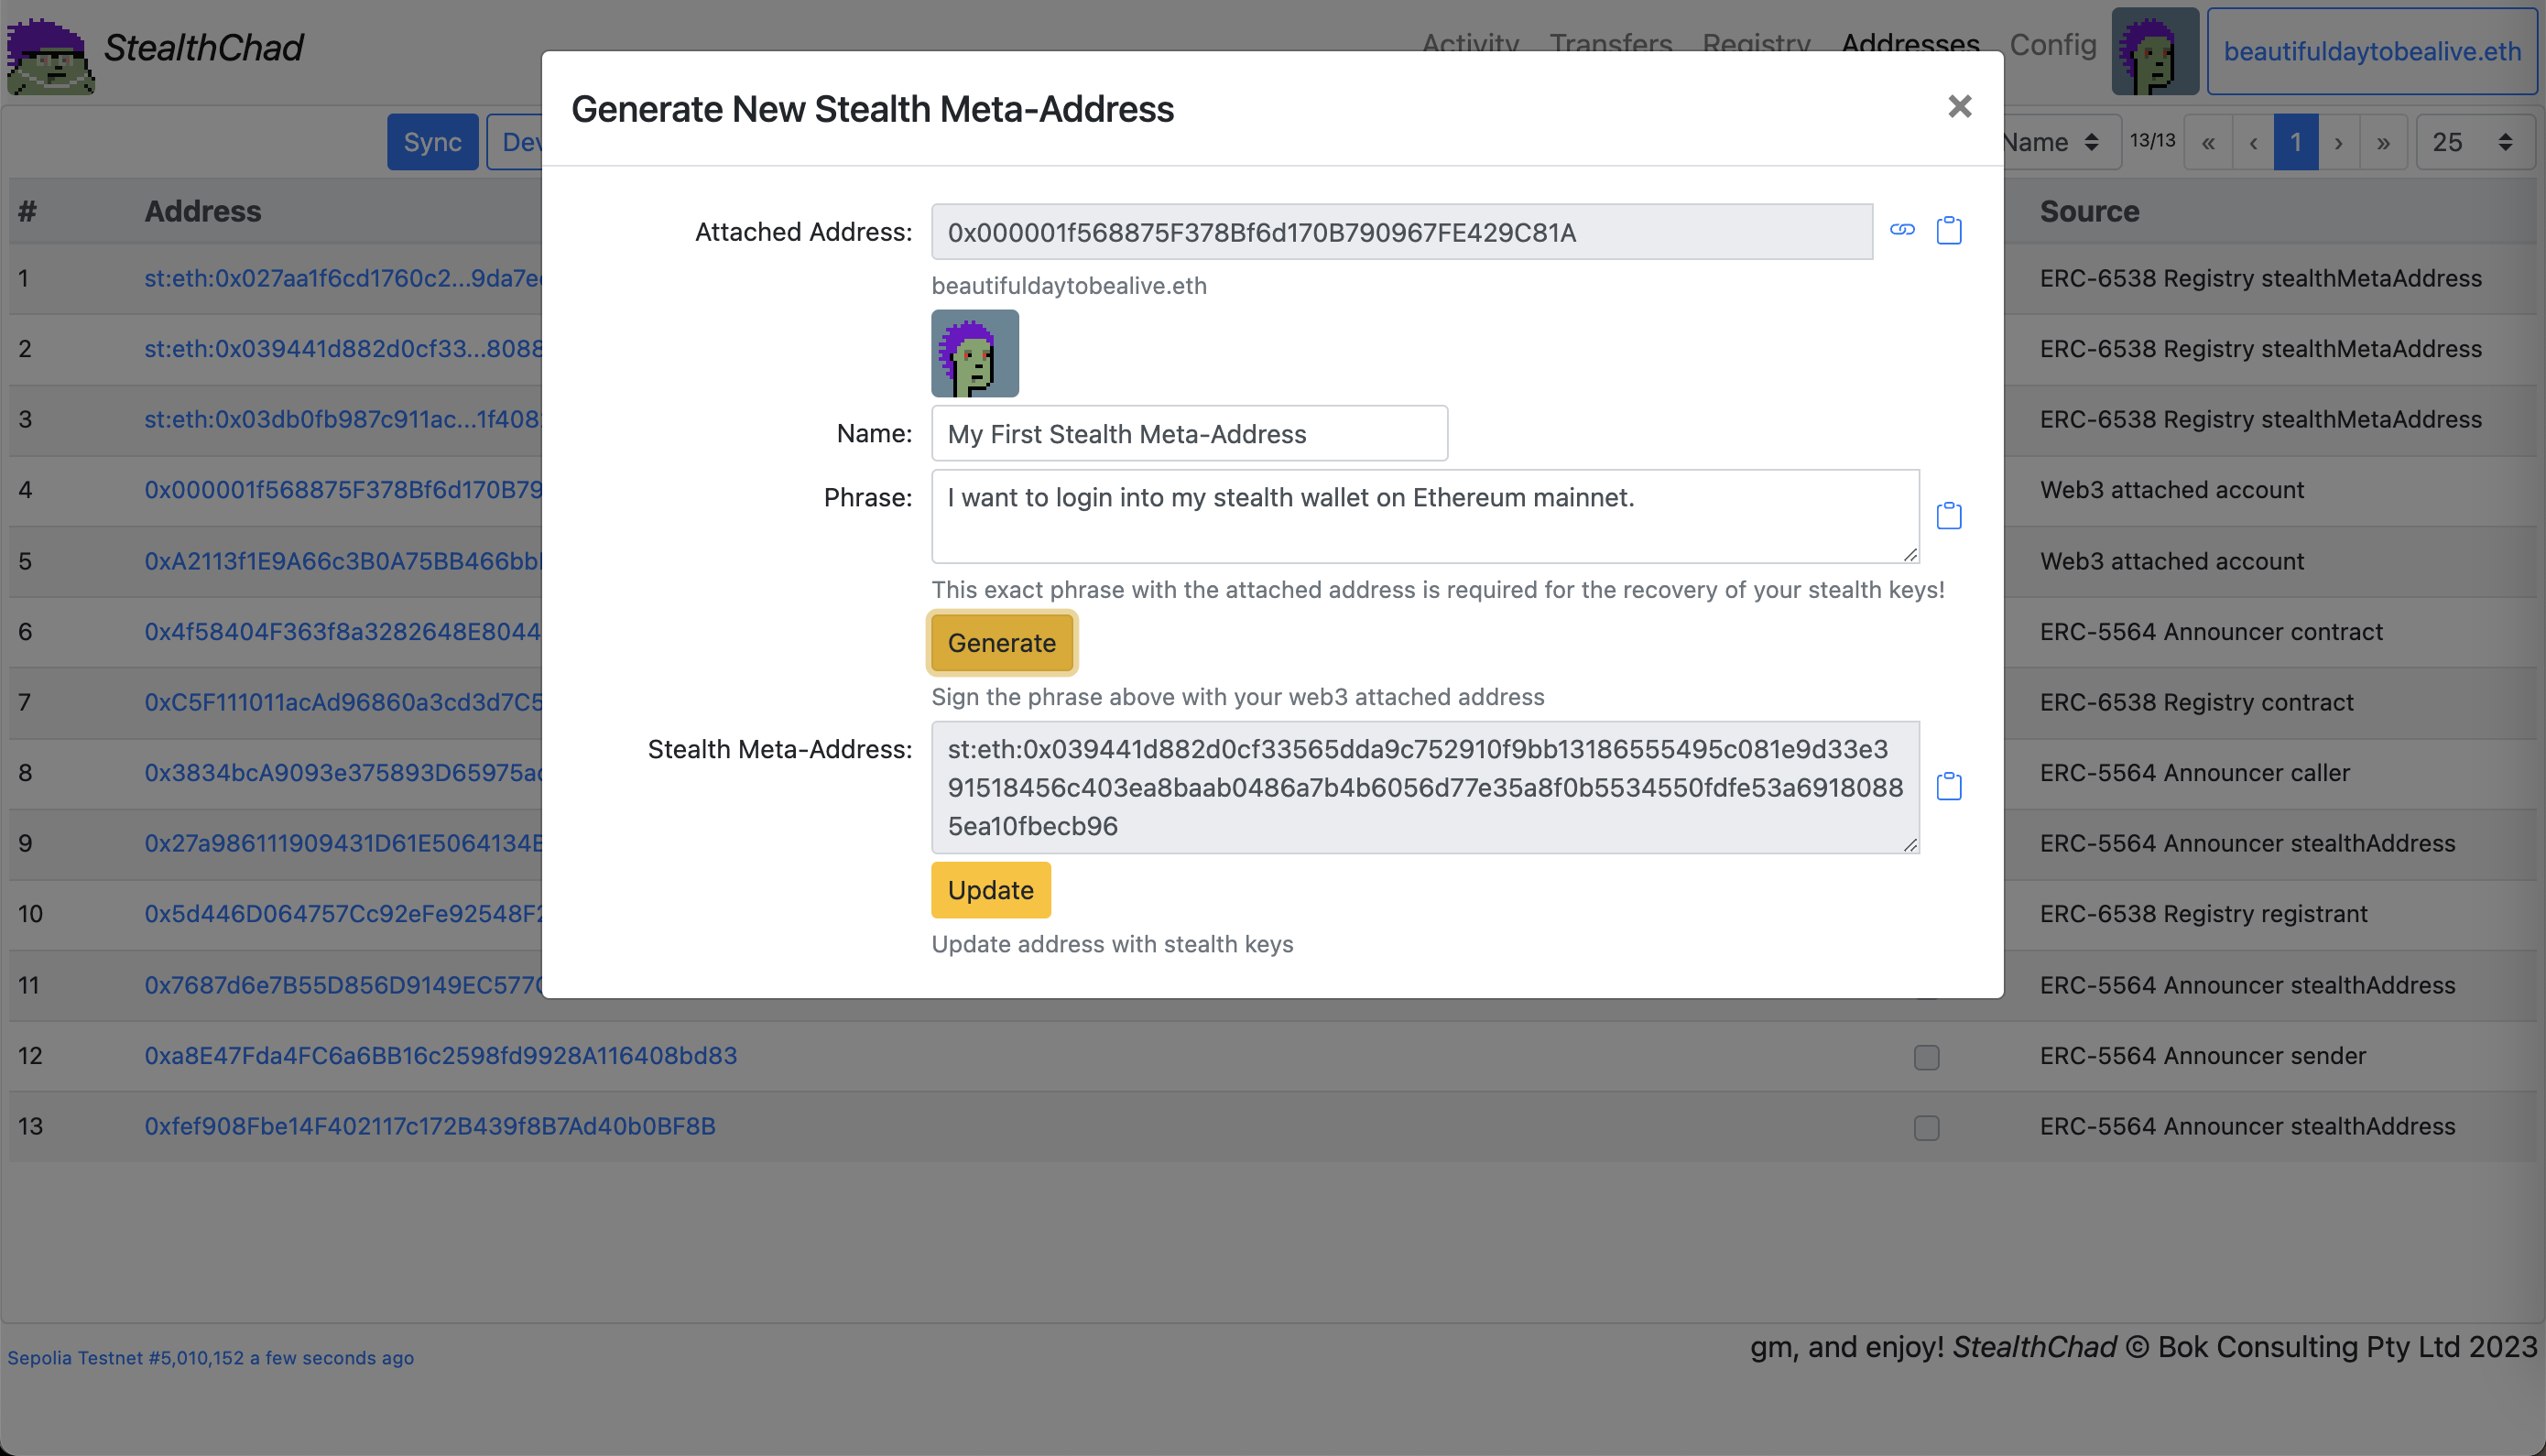 StealthChad
Activity Transfers Registry Addresses Config beautifuldaytobealive.eth
Sync Name 13/13 « ‹ 1 › » 25
# Address Source
1 st:eth:0x027aa1f6cd1760c2...9da7e ERC-6538 Registry stealthMetaAddress
2 st:eth:0x039441d882d0cf33...8088 ERC-6538 Registry stealthMetaAddress
3 st:eth:0x03db0fb987c911ac...1f408 ERC-6538 Registry stealthMetaAddress
4 0x000001f568875F378Bf6d170B79 Web3 attached account
5 0xA2113f1E9A66c3B0A75BB466bb Web3 attached account
6 0x4f58404F363f8a3282648E8044 ERC-5564 Announcer contract
7 0xC5F111011acAd96860a3cd3d7C5 ERC-6538 Registry contract
8 0x3834bcA9093e375893D65975a ERC-5564 Announcer caller
9 0x27a986111909431D61E5064134 ERC-5564 Announcer stealthAddress
10 0x5d446D064757Cc92eFe92548F ERC-6538 Registry registrant
11 0x7687d6e7B55D856D9149EC577 ERC-5564 Announcer stealthAddress
12 0xa8E47Fda4FC6a6BB16c2598fd9928A116408bd83 ERC-5564 Announcer sender
13 0xfef908Fbe14F402117c172B439f8B7Ad40b0BF8B ERC-5564 Announcer stealthAddress
Generate New Stealth Meta-Address ×
Attached Address: 0x000001f568875F378Bf6d170B790967FE429C81A
beautifuldaytobealive.eth
Name: My First Stealth Meta-Address
Phrase: I want to login into my stealth wallet on Ethereum mainnet.
This exact phrase with the attached address is required for the recovery of your stealth keys!
Generate
Sign the phrase above with your web3 attached address
Stealth Meta-Address: st:eth:0x039441d882d0cf33565dda9c752910f9bb13186555495c081e9d33e3
91518456c403ea8baab0486a7b4b6056d77e35a8f0b5534550fdfe53a6918088
5ea10fbecb96
Update
Update address with stealth keys
Sepolia Testnet #5,010,152 a few seconds ago
gm, and enjoy! StealthChad © Bok Consulting Pty Ltd 2023